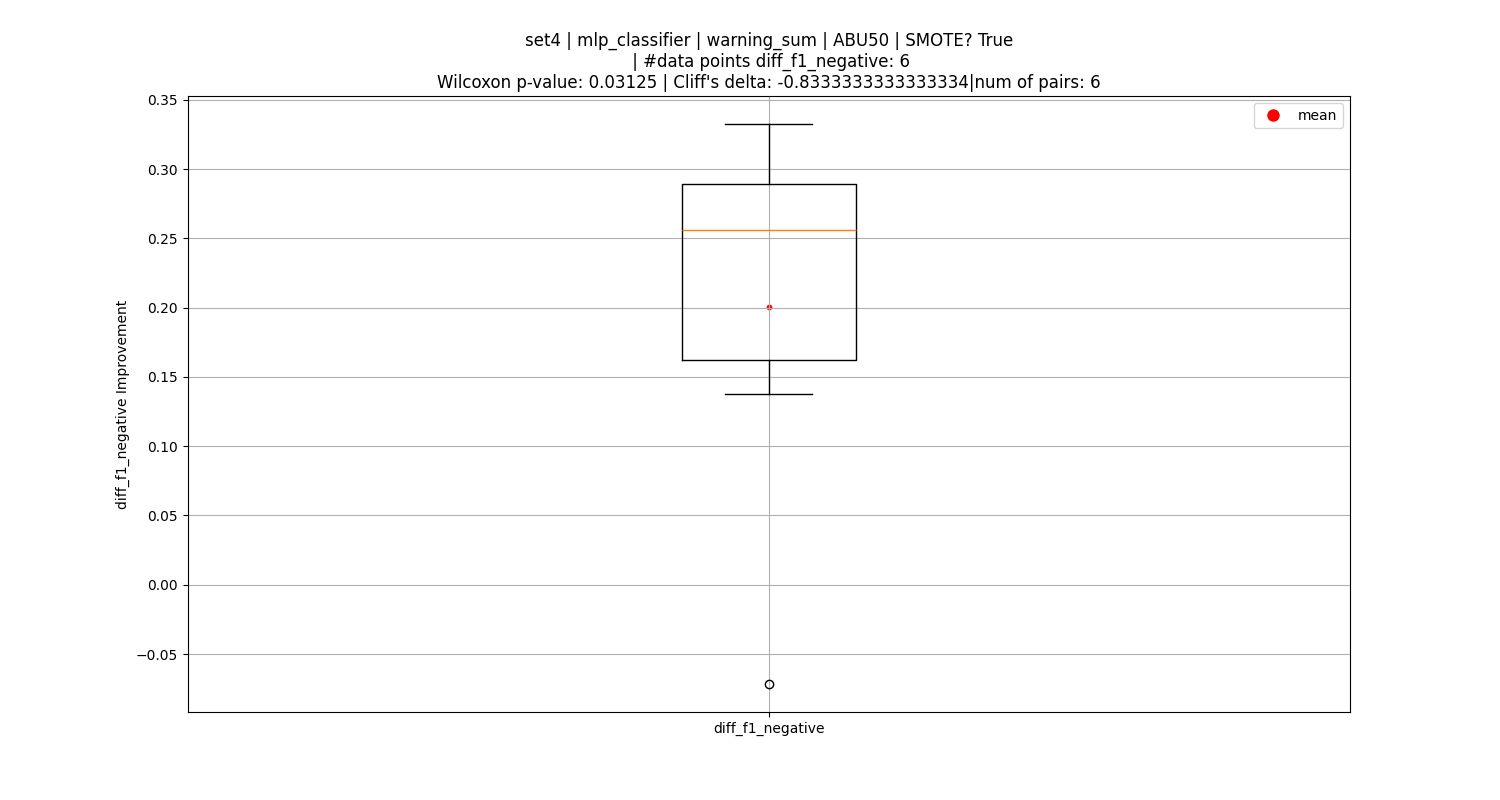 set4 | mlp_classifier | warning_sum | ABU50 | SMOTE? True
| #data points diff_f1_negative: 6
Wilcoxon p-value: 0.03125 | Cliff's delta: -0.8333333333333334|num of pairs: 6
mean
0.35
0.30
0.25
0.20
0.15
0.10
0.05
0.00
−0.05
diff_f1_negative Improvement
diff_f1_negative